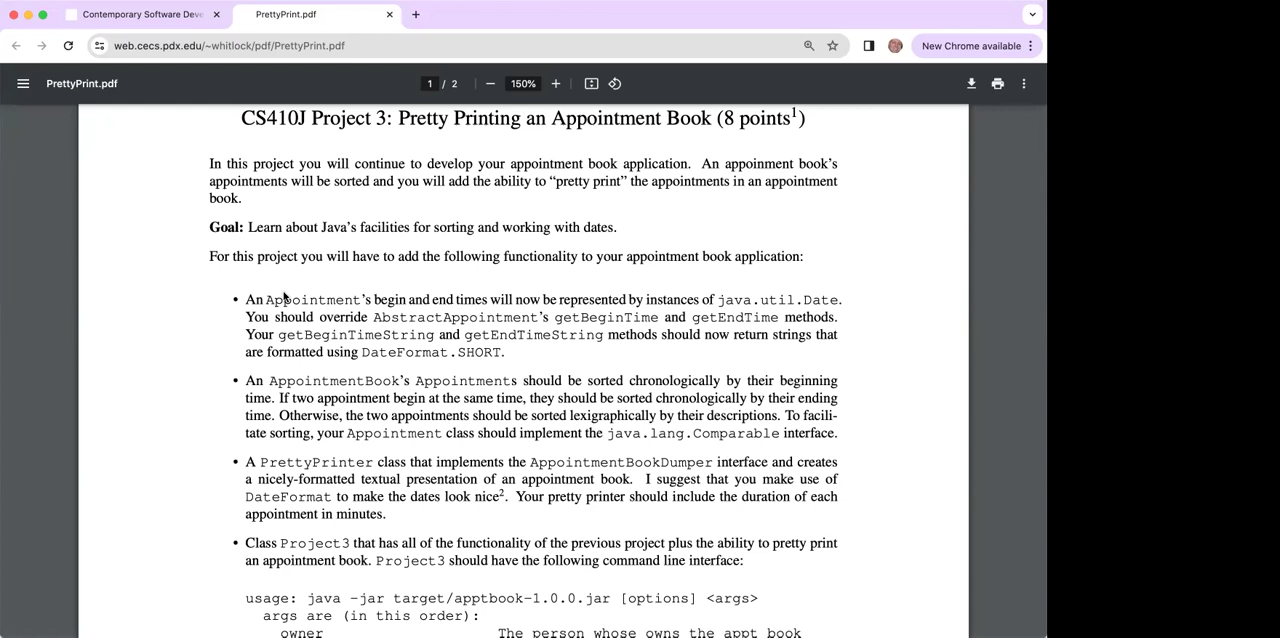 Contemporary Software Deve
PrettyPrint.pdf
web.cecs.pdx.edu/~whitlock/pdf/PrettyPrint.pdf
New Chrome available
PrettyPrint.pdf
1 / 2
150%
CS410J Project 3: Pretty Printing an Appointment Book (8 points1)
In this project you will continue to develop your appointment book application. An appoinment book's
appointments will be sorted and you will add the ability to “pretty print” the appointments in an appointment
book.
Goal: Learn about Java's facilities for sorting and working with dates.
For this project you will have to add the following functionality to your appointment book application:
• An Appointment's begin and end times will now be represented by instances of java.util.Date.
You should override AbstractAppointment's getBeginTime and getEndTime methods.
Your getBeginTimeString and getEndTimeString methods should now return strings that
are formatted using DateFormat.SHORT.
• An AppointmentBook's Appointments should be sorted chronologically by their beginning
time. If two appointment begin at the same time, they should be sorted chronologically by their ending
time. Otherwise, the two appointments should be sorted lexigraphically by their descriptions. To facili-
tate sorting, your Appointment class should implement the java.lang.Comparable interface.
• A PrettyPrinter class that implements the AppointmentBookDumper interface and creates
a nicely-formatted textual presentation of an appointment book. I suggest that you make use of
DateFormat to make the dates look nice2. Your pretty printer should include the duration of each
appointment in minutes.
• Class Project3 that has all of the functionality of the previous project plus the ability to pretty print
an appointment book. Project3 should have the following command line interface:
usage: java -jar target/apptbook-1.0.0.jar [options] <args>
args are (in this order):
owner The person whose owns the appt book